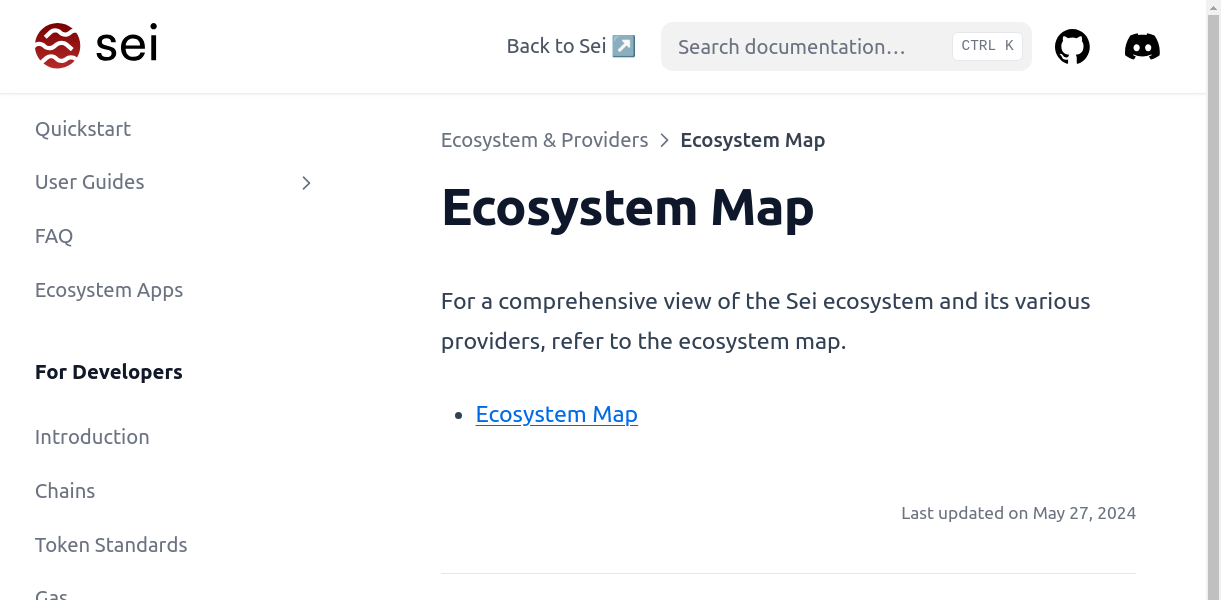 sei
Back to Sei ↗️
Search documentation…
CTRL K
Quickstart
User Guides
FAQ
Ecosystem Apps
For Developers
Introduction
Chains
Token Standards
Gas
Ecosystem & Providers > Ecosystem Map
Ecosystem Map
For a comprehensive view of the Sei ecosystem and its various
providers, refer to the ecosystem map.
• Ecosystem Map
Last updated on May 27, 2024